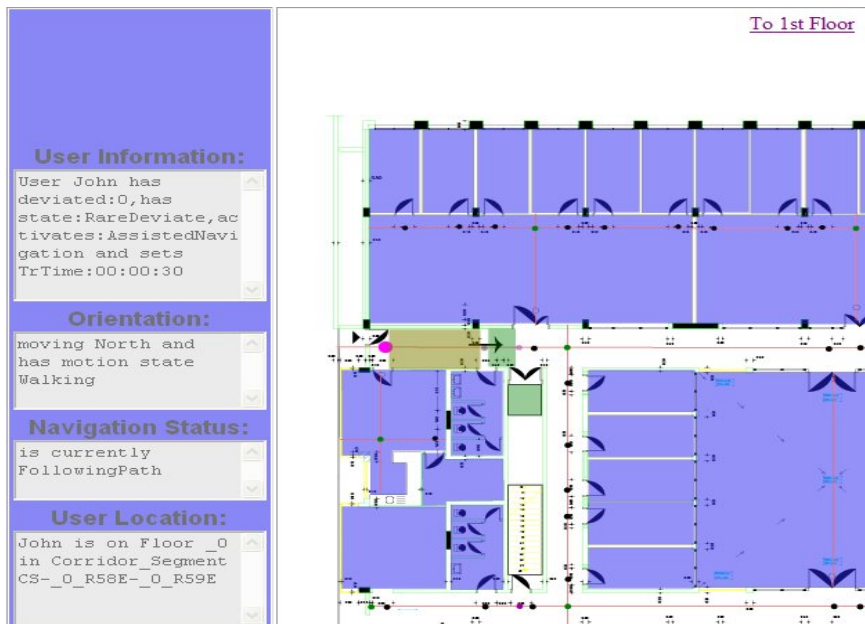 To 1st Floor
User Information:
User John has
deviated:0,has
state:RareDeviate,ac
tivates:AssistedNavi
gation and sets
TrTime:00:00:30
Orientation:
moving North and
has motion state
Walking
Navigation Status:
is currently
FollowingPath
User Location:
John is on Floor _0
in Corridor_Segment
CS-_0_R58E-_0_R59E